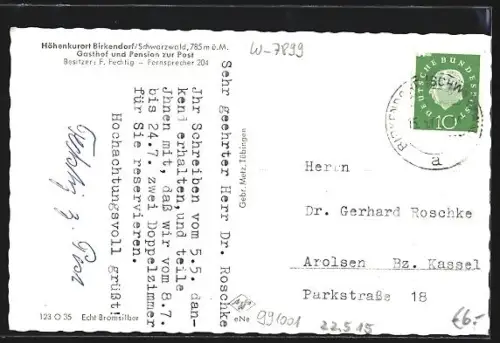 Höhenkurort Birkendorf/Schwarzwald, 785 m ü.M.
Gasthof und Pension zur Post
Besitzer: F. Fechtig – Fernsprecher 204
W-7899
Sehr geehrter Herr Dr. Roschke
Ihr Schreiben vom 5.5. dan-
kend erhalten, und teile
Jhnen mit, daß wir vom 8.7.
bis 24.7. zwei Doppelzimmer
für Sie reservieren.
Hochachtungsvoll grüßt!
Gebr. Metz, Tübingen
DEUTSCHE BUNDESPOST
10
a
Herrn
Dr. Gerhard Roschke
Arolsen Bz. Kassel
Parkstraße 18
123 O 35 Echt Bromsilber
991001
22.5 15
€6.-